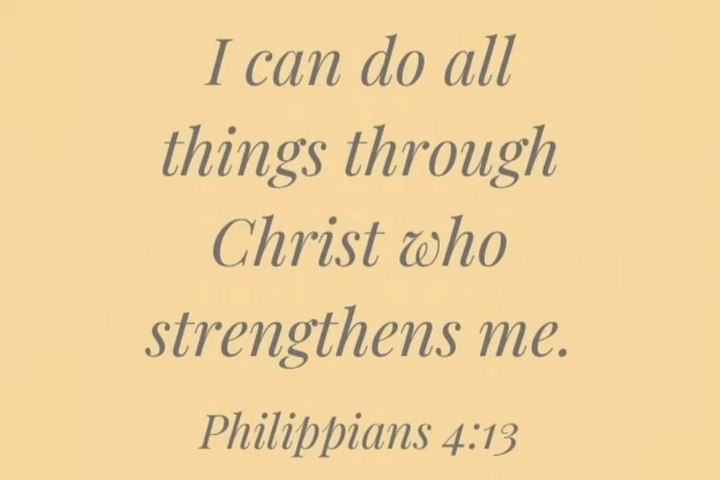 I can do all
things through
Christ who
strengthens me.
Philippians 4:13